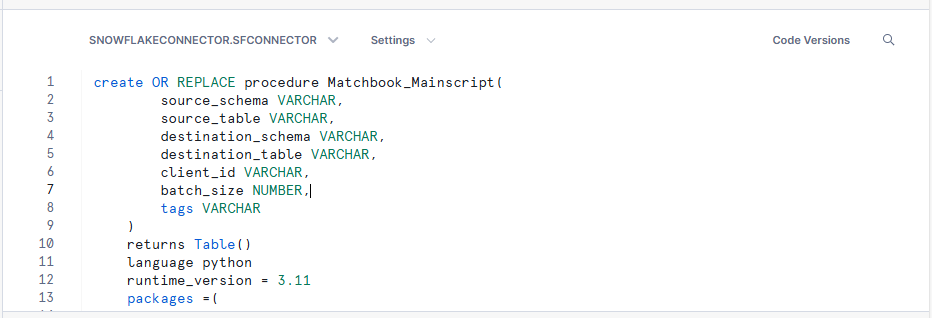 SNOWFLAKECONNECTOR.SFCONNECTOR Settings Code Versions
1 create OR REPLACE procedure Matchbook_Mainscript(
2 source_schema VARCHAR,
3 source_table VARCHAR,
4 destination_schema VARCHAR,
5 destination_table VARCHAR,
6 client_id VARCHAR,
7 batch_size NUMBER,
8 tags VARCHAR
9 )
10 returns Table()
11 language python
12 runtime_version = 3.11
13 packages =(